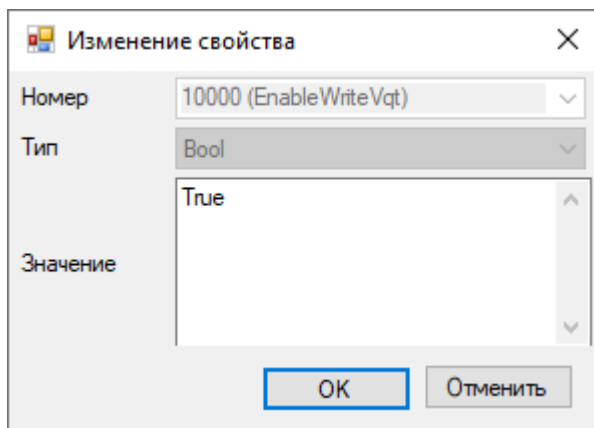 Изменение свойства
Номер
10000 (EnableWriteVqt)
Тип
Bool
Значение
True
OK
Отменить